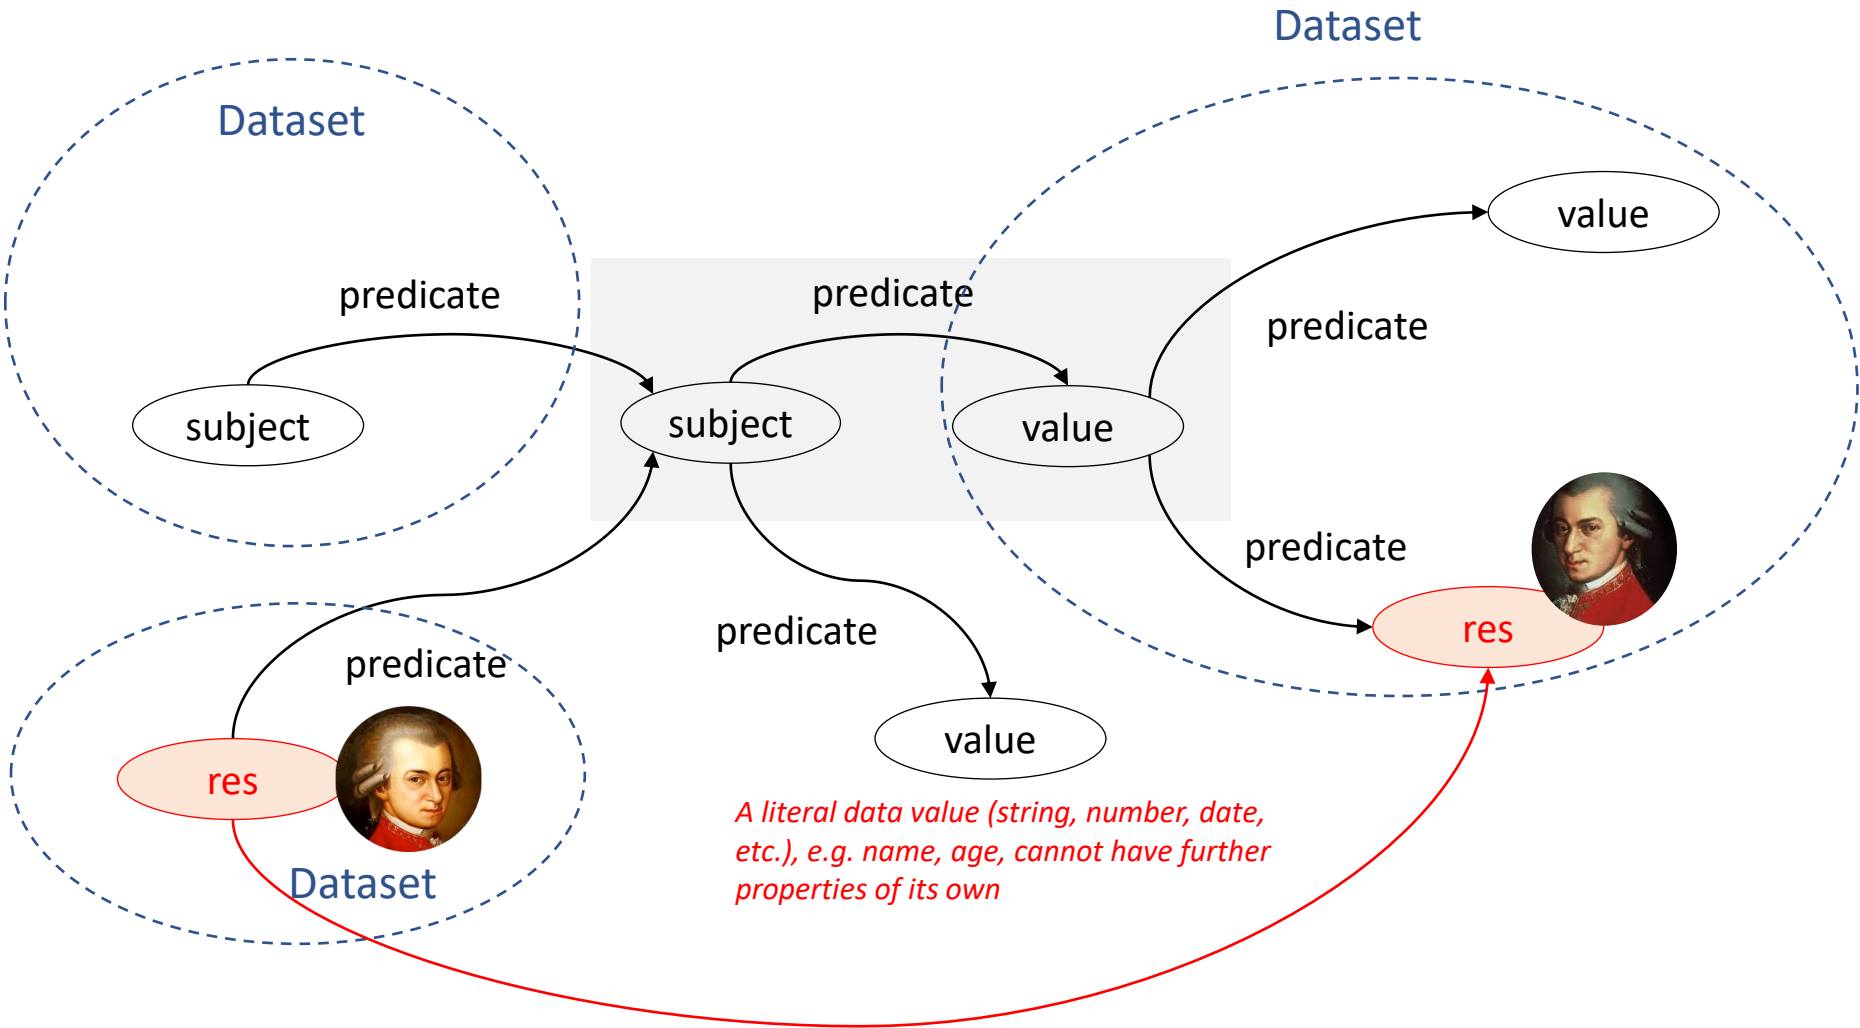 Dataset
Dataset
value
predicate
predicate
predicate
subject
subject
value
predicate
res
predicate
predicate
res
value
A literal data value (string, number, date,
etc.), e.g. name, age, cannot have further
properties of its own
Dataset